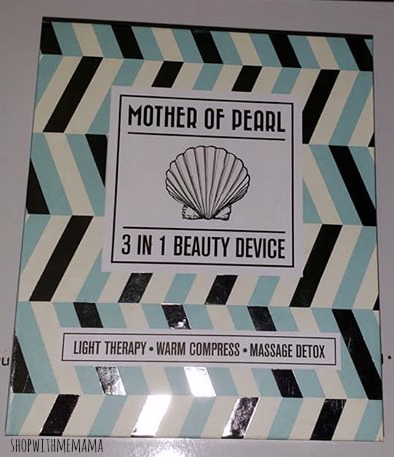 MOTHER OF PEARL
3 IN 1 BEAUTY DEVICE
LIGHT THERAPY • WARM COMPRESS • MASSAGE DETOX
SHOPWITHMEMAMA